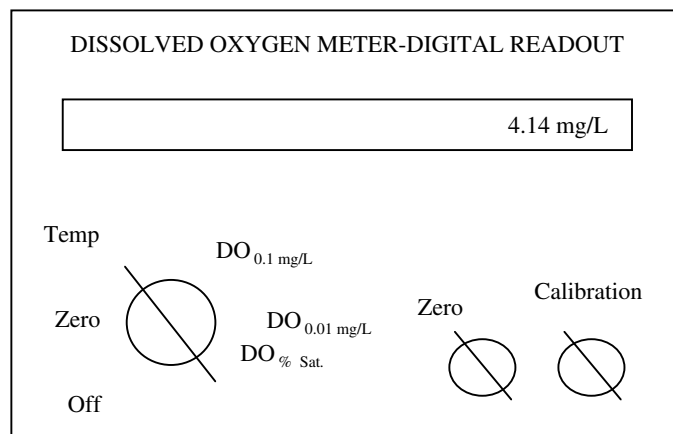 DISSOLVED OXYGEN METER-DIGITAL READOUT
4.14 mg/L
Temp
DO 0.1 mg/L
Zero
DO 0.01 mg/L
DO % Sat.
Off
Zero
Calibration